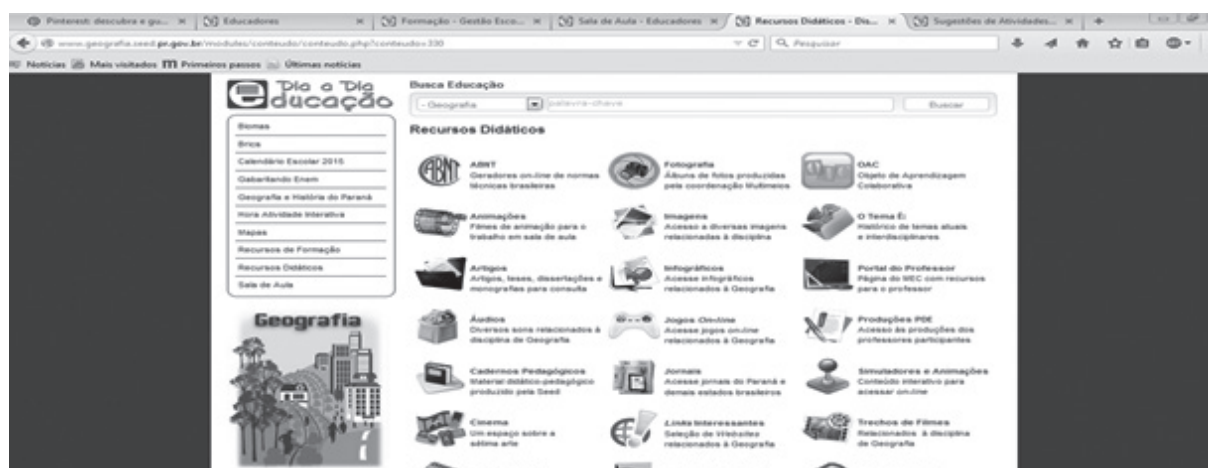 Pinterest: descubra e gu...
Educadores
Formação - Gestão Esco...
Sala de Aula - Educadores
Recursos Didáticos - Dis...
Sugestões de Atividades...
www.geografia.seed.pr.gov.br/modules/conteudo/conteudo.php?conteudo=330
Pesquisar
Notícias
Mais visitados
Primeiros passos
Últimas notícias
Dia a Dia
educação
Busca Educação
- Geografia
palavra-chave
Buscar
Biomas
Brics
Calendário Escolar 2015
Gabaritando Enem
Geografia e História do Paraná
Hora Atividade Interativa
Mapas
Recursos de Formação
Recursos Didáticos
Sala de Aula
Geografia
Recursos Didáticos
ABNT
ABNT
Geradores on-line de normas
técnicas brasileiras
Fotografia
Álbuns de fotos produzidas
pela coordenação Multimeios
OAC
Objeto de Aprendizagem
Colaborativa
Animações
Filmes de animação para o
trabalho em sala de aula
Imagens
Acesso a diversas imagens
relacionadas à disciplina
O Tema É:
Histórico de temas atuais
e interdisciplinares
Artigos
Artigos, teses, dissertações e
monografias para consulta
Infográficos
Acesse infográficos
relacionados à Geografia
Portal do Professor
Página do MEC com recursos
para o professor
Áudios
Diversos sons relacionados à
disciplina de Geografia
Jogos On-line
Acesse jogos on-line
relacionados à Geografia
Produções PDE
Acesso às produções dos
professores participantes
Cadernos Pedagógicos
Material didático-pedagógico
produzido pela Seed
Jornais
Acesse jornais do Paraná e
demais estados brasileiros
Simuladores e Animações
Conteúdo interativo para
acessar on-line
Cinema
Um espaço sobre a
sétima arte
Links Interessantes
Seleção de Websites
relacionados à Geografia
Trechos de Filmes
Relacionados à disciplina
de Geografia